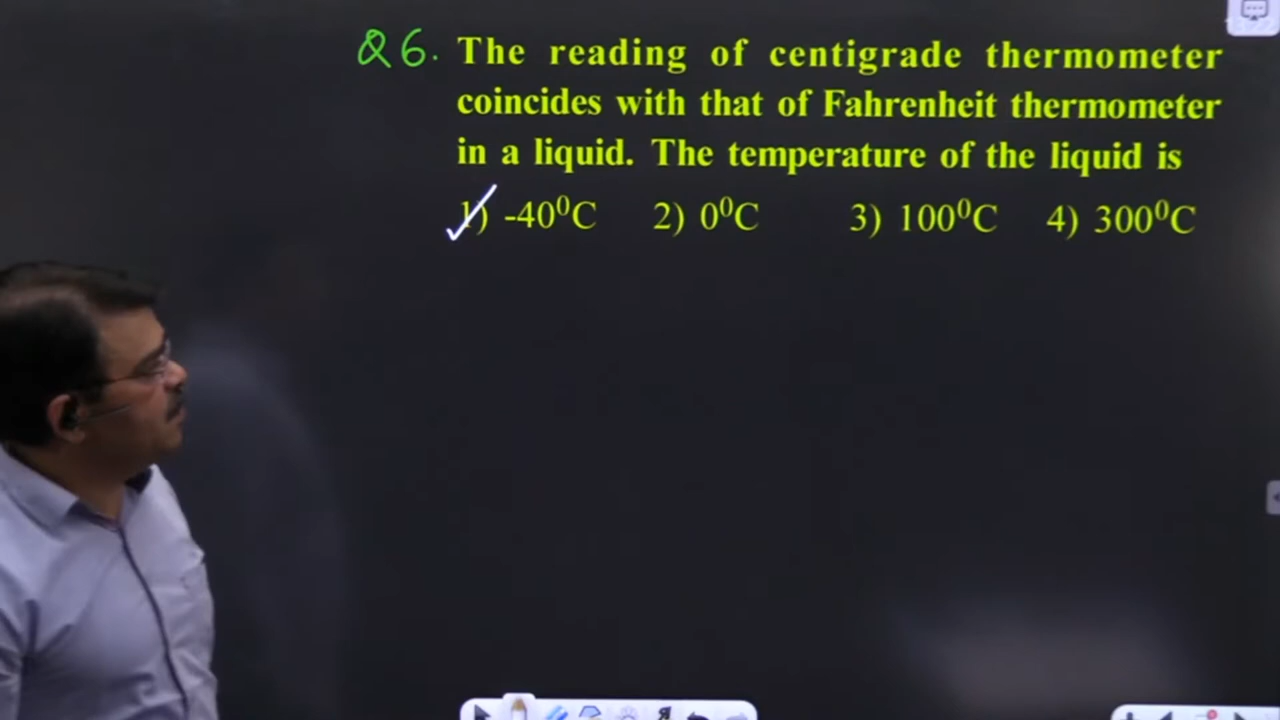 Q6. The reading of centigrade thermometer
coincides with that of Fahrenheit thermometer
in a liquid. The temperature of the liquid is
1) -40⁰C 2) 0⁰C 3) 100⁰C 4) 300⁰C